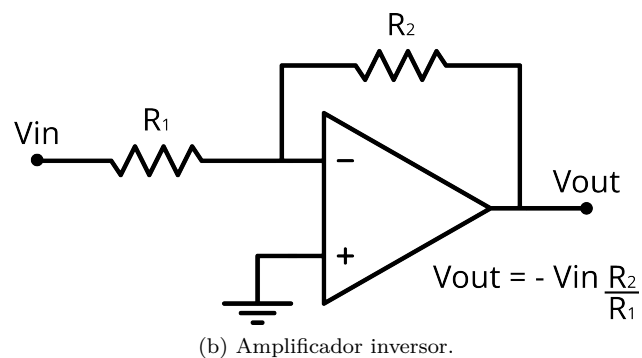 R2
R1
Vin
−
Vout
+
Vout = - Vin R2/R1
(b) Amplificador inversor.